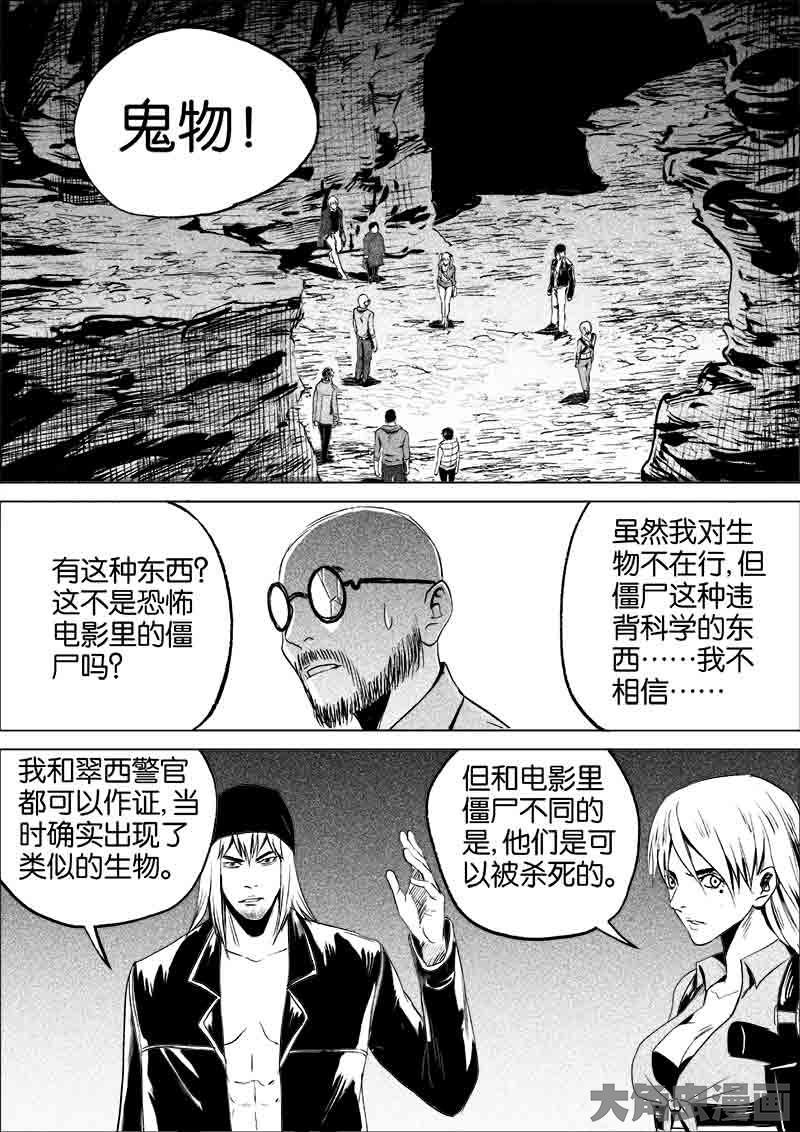 鬼物!
有这种东西?
这不是恐怖
电影里的僵
尸吗?
虽然我对生
物不在行,但
僵尸这种违
背科学的东
西……我不
相信……
我和翠西警官
都可以作证,当
时确实出现了
类似的生物。
但和电影里
僵尸不同的
是,他们是可
以被杀死的。
大角虫漫画